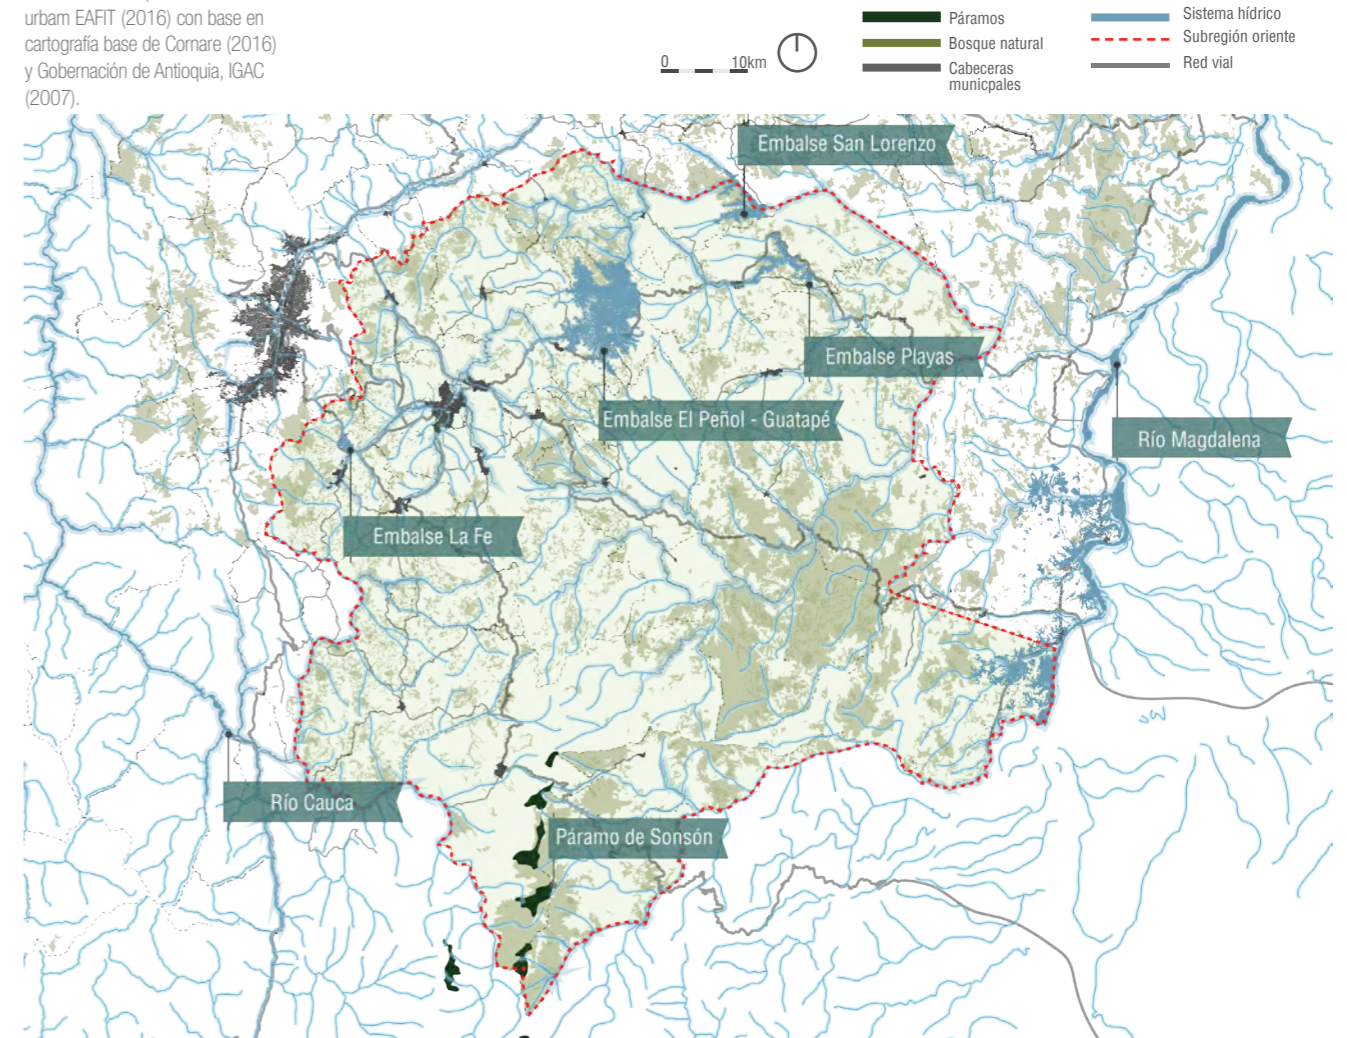 urbam EAFIT (2016) con base en
cartografía base de Cornare (2016)
y Gobernación de Antioquia, IGAC
(2007).
0 10km
Páramos
Bosque natural
Cabeceras
municpales
Sistema hídrico
Subregión oriente
Red vial
Embalse San Lorenzo
Embalse Playas
Embalse El Peñol - Guatapé
Río Magdalena
Embalse La Fe
Río Cauca
Páramo de Sonsón